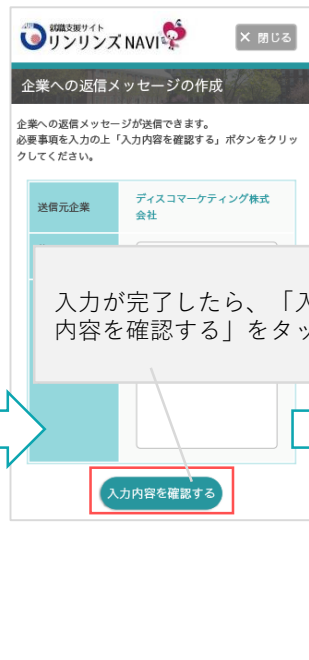 就職支援サイト
リンリンズ NAVI
× 閉じる
企業への返信メッセージの作成
企業への返信メッセージが送信できます。
必要事項を入力の上「入力内容を確認する」ボタンをクリッ
クしてください。
送信元企業
ディスコマーケティング株式
会社
入力が完了したら、「入
内容を確認する」をタッ
入力内容を確認する